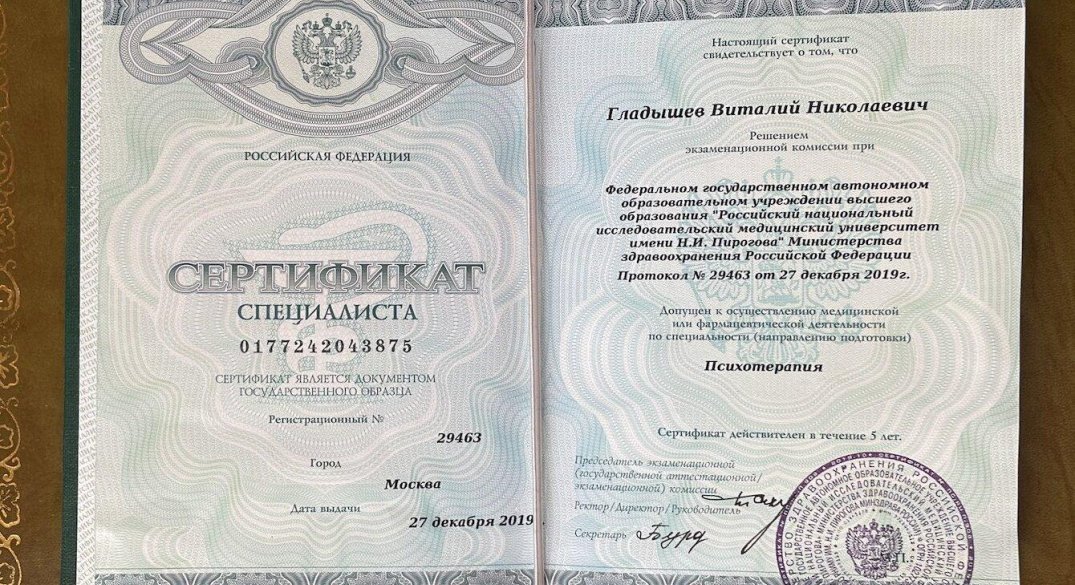 РОССИЙСКАЯ ФЕДЕРАЦИЯ
СЕРТИФИКАТ
СПЕЦИАЛИСТА
0177242043875
СЕРТИФИКАТ ЯВЛЯЕТСЯ ДОКУМЕНТОМ
ГОСУДАРСТВЕННОГО ОБРАЗЦА
Регистрационный №
29463
Город
Москва
Дата выдачи
27 декабря 2019
Настоящий сертификат
свидетельствует о том, что
Гладышев Виталий Николаевич
Решением
экзаменационной комиссии при
Федеральном государственном автономном
образовательном учреждении высшего
образования "Российский национальный
исследовательский медицинский университет
имени Н.И. Пирогова" Министерства
здравоохранения Российской Федерации
Протокол № 29463 от 27 декабря 2019г.
Допущен к осуществлению медицинской
или фармацевтической деятельности
по специальности (направлению подготовки)
Психотерапия
Сертификат действителен в течение 5 лет.
Председатель экзаменационной
(государственной аттестационной/
экзаменационной) комиссии
Ректор/Директор/Руководитель
Секретарь
М.П.